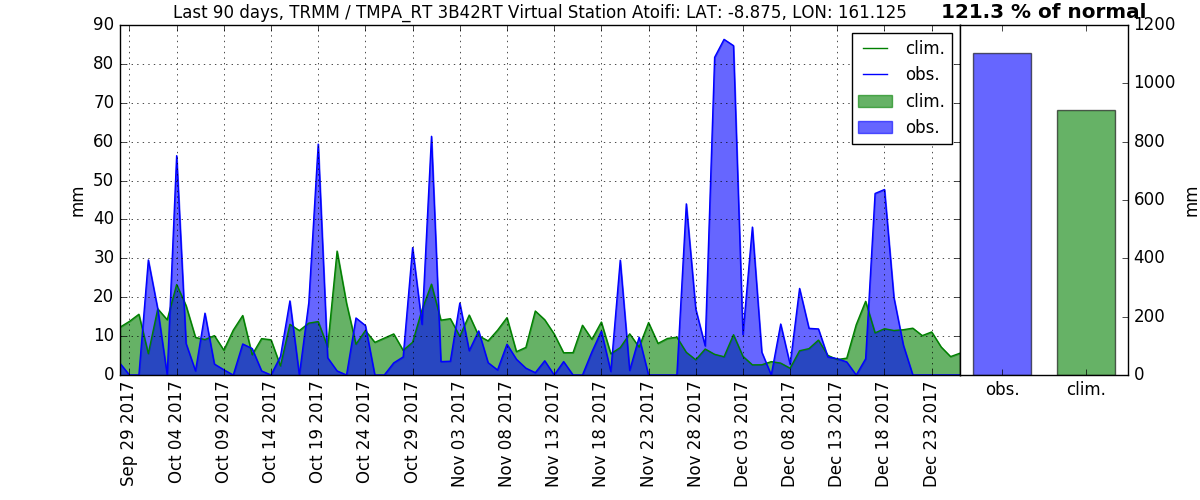 Last 90 days, TRMM / TMPA_RT 3B42RT Virtual Station Atoifi: LAT: -8.875, LON: 161.125
121.3 % of normal
90
80
70
60
50
40
30
20
10
0
mm
clim.
obs.
clim.
obs.
Sep 29 2017
Oct 04 2017
Oct 09 2017
Oct 14 2017
Oct 19 2017
Oct 24 2017
Oct 29 2017
Nov 03 2017
Nov 08 2017
Nov 13 2017
Nov 18 2017
Nov 23 2017
Nov 28 2017
Dec 03 2017
Dec 08 2017
Dec 13 2017
Dec 18 2017
Dec 23 2017
1200
1000
800
600
400
200
0
mm
obs.
clim.